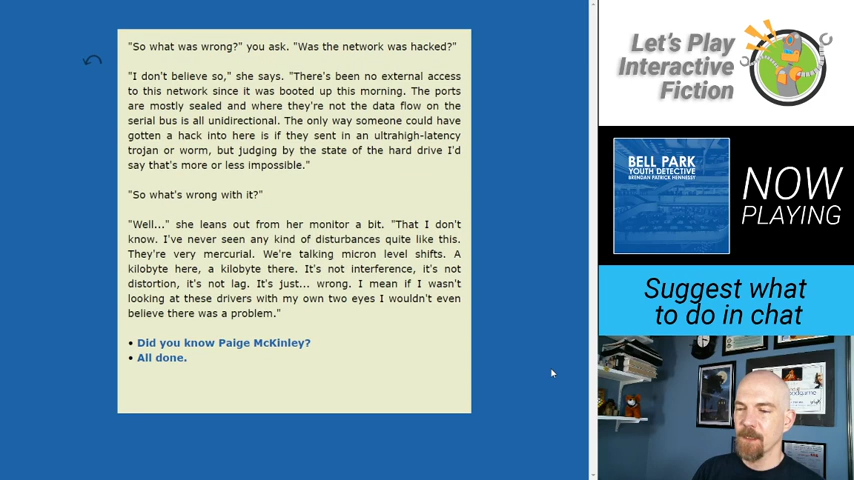 "So what was wrong?" you ask. "Was the network was hacked?"
"I don't believe so," she says. "There's been no external access
to this network since it was booted up this morning. The ports
are mostly sealed and where they're not the data flow on the
serial bus is all unidirectional. The only way someone could have
gotten a hack into here is if they sent in an ultrahigh-latency
trojan or worm, but judging by the state of the hard drive I'd
say that's more or less impossible."
"So what's wrong with it?"
"Well..." she leans out from her monitor a bit. "That I don't
know. I've never seen any kind of disturbances quite like this.
They're very mercurial. We're talking micron level shifts. A
kilobyte here, a kilobyte there. It's not interference, it's not
distortion, it's not lag. It's just... wrong. I mean if I wasn't
looking at these drivers with my own two eyes I wouldn't even
believe there was a problem."
• Did you know Paige McKinley?
• All done.
Let's Play
Interactive
Fiction
BELL PARK
YOUTH DETECTIVE
BRENDAN PATRICK HENNESSY
NOW
PLAYING
Suggest what
to do in chat